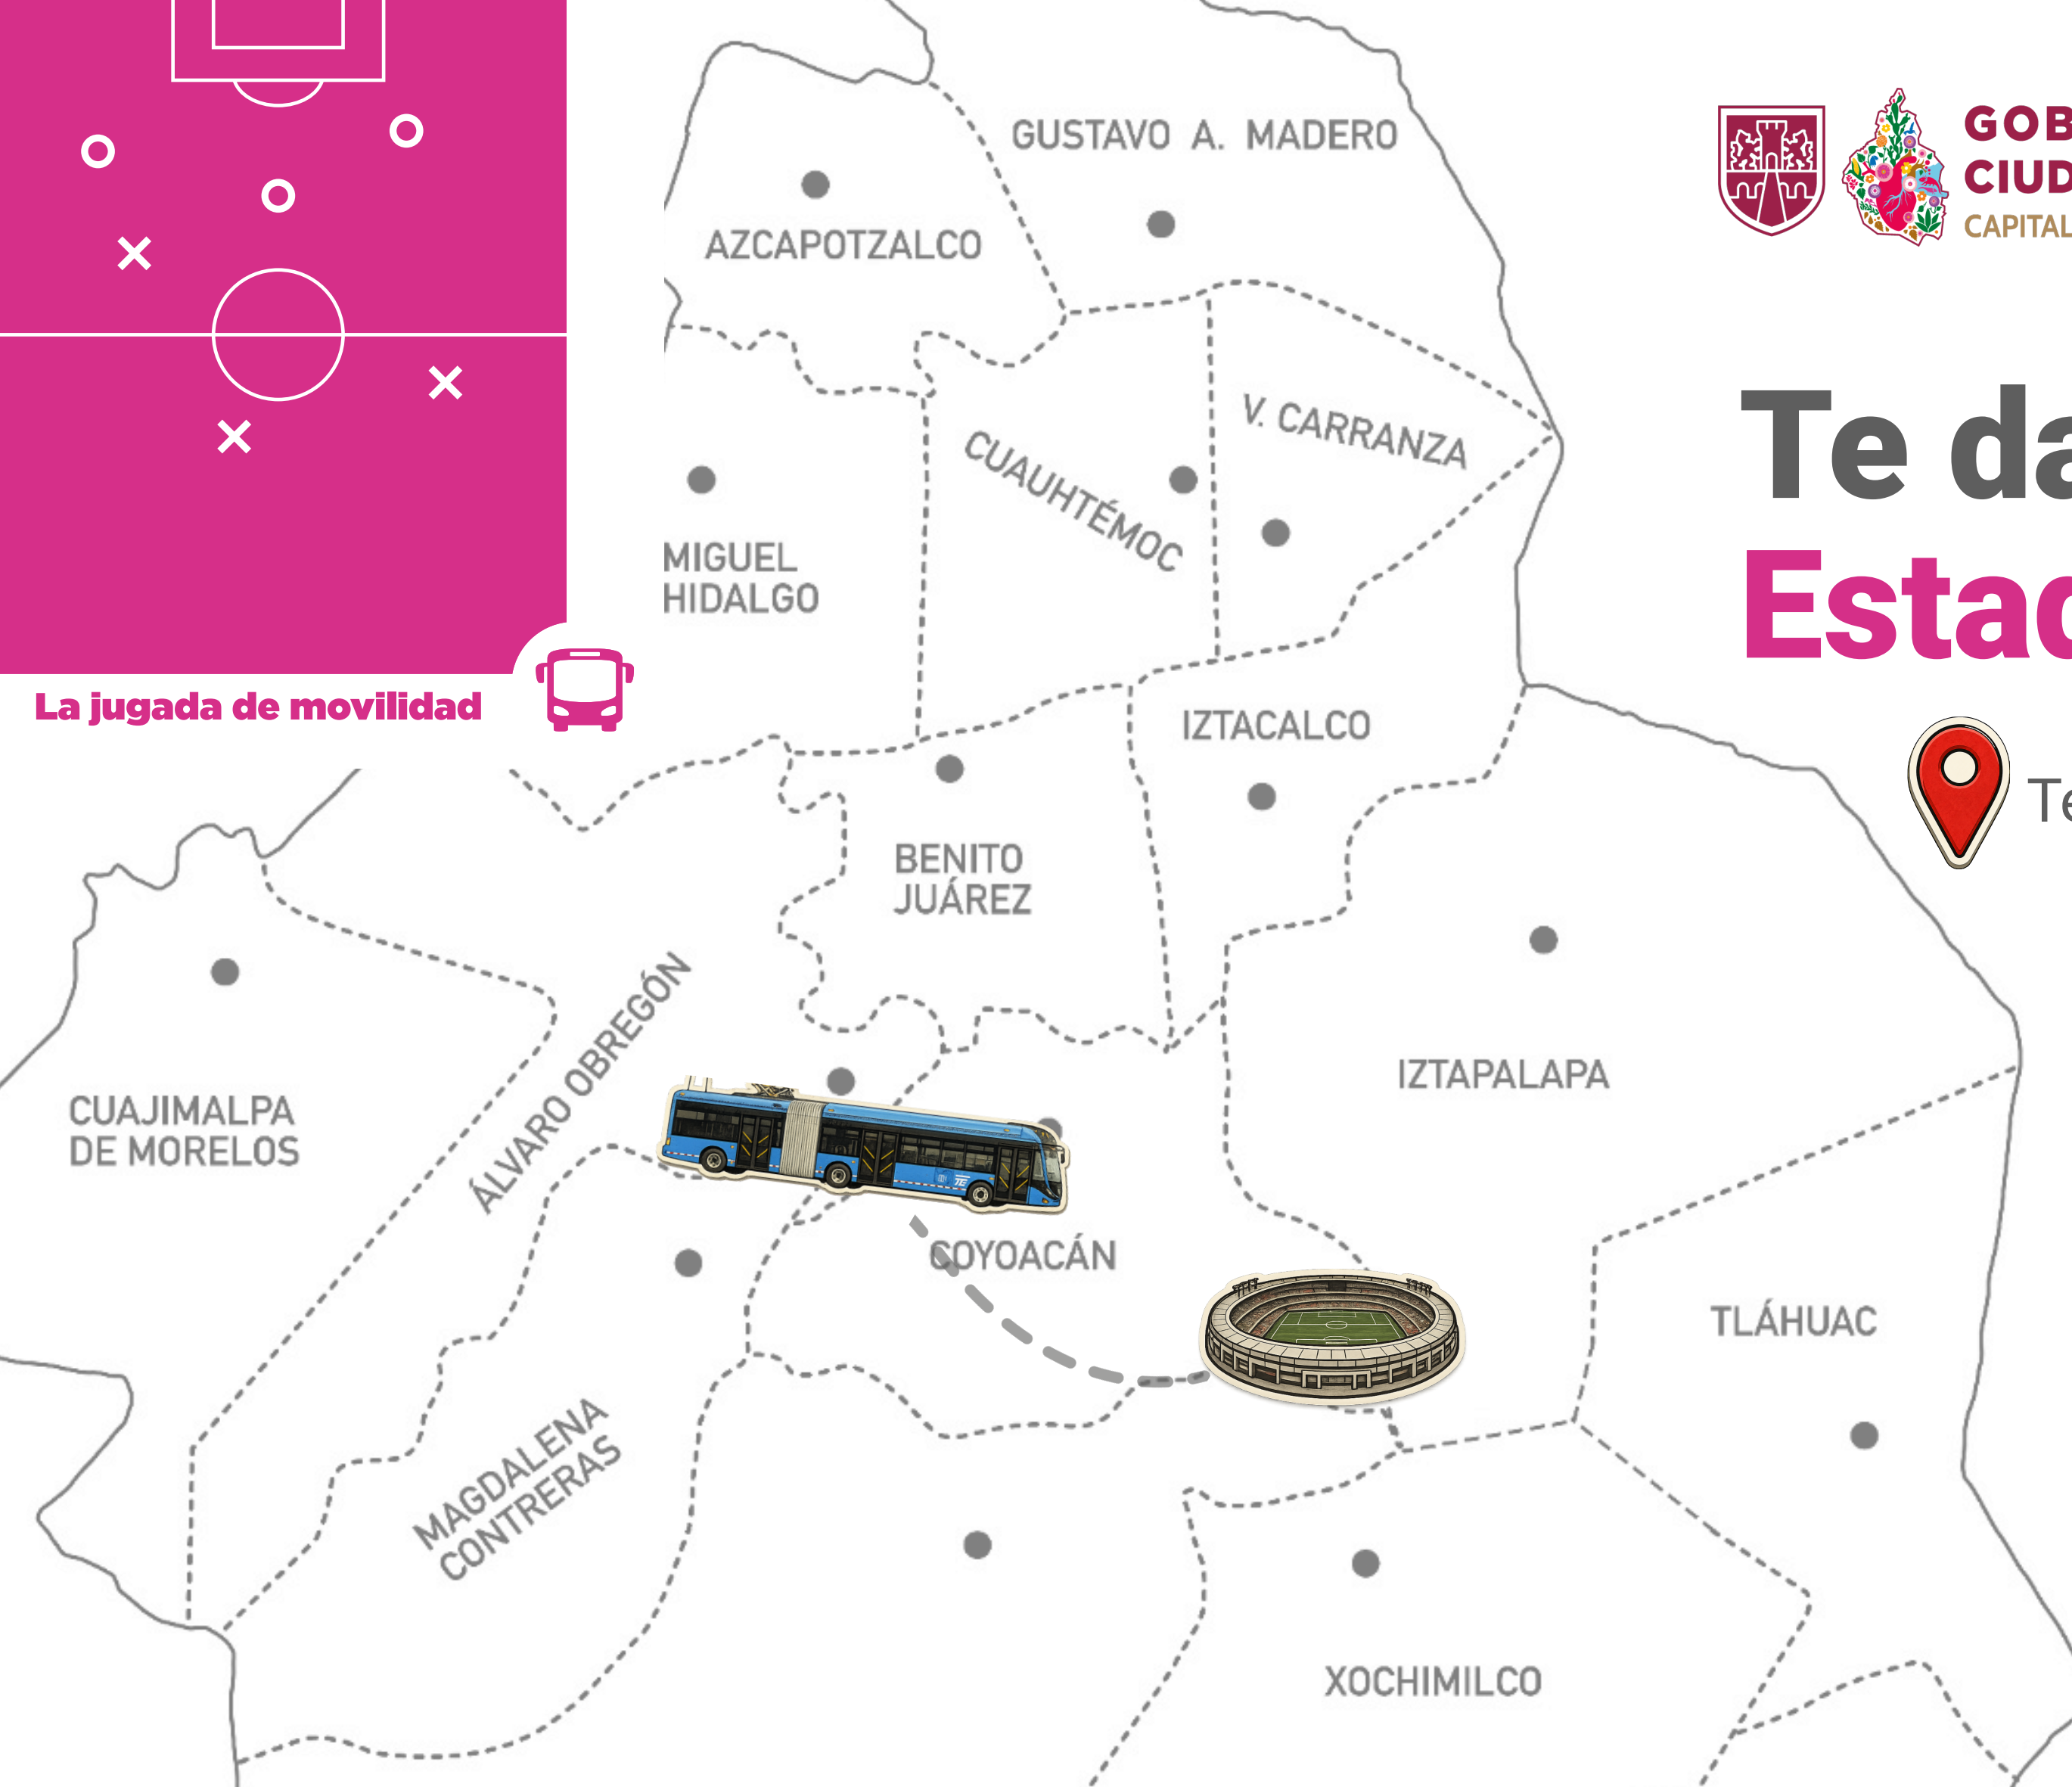 La jugada de movilidad
GUSTAVO A. MADERO
AZCAPOTZALCO
V. CARRANZA
CUAUHTÉMOC
MIGUEL
HIDALGO
IZTACALCO
BENITO
JUÁREZ
ÁLVARO OBREGÓN
IZTAPALAPA
CUAJIMALPA
DE MORELOS
COYOACÁN
TLÁHUAC
MAGDALENA
CONTRERAS
XOCHIMILCO
GOB
CIUD
CAPITAL
Te da
Estad
Te